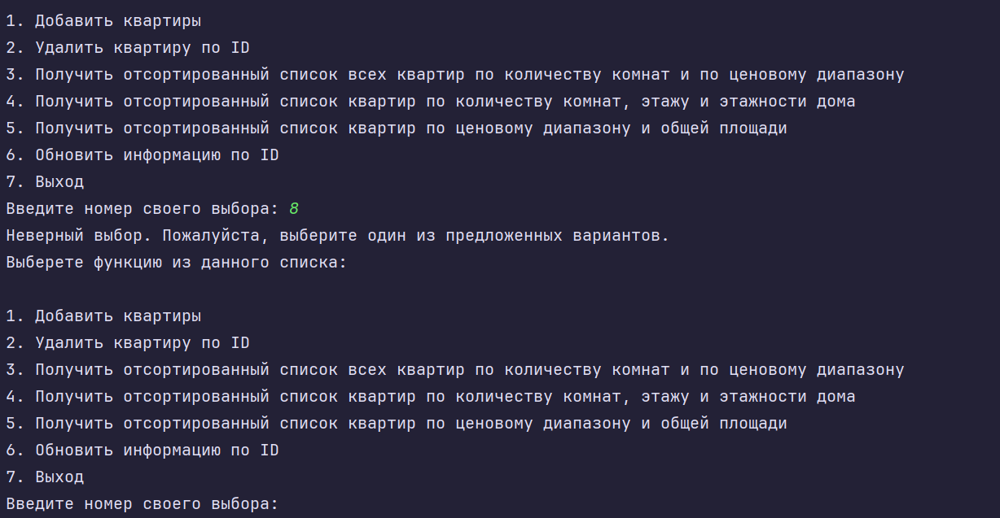 1. Добавить квартиры
2. Удалить квартиру по ID
3. Получить отсортированный список всех квартир по количеству комнат и по ценовому диапазону
4. Получить отсортированный список квартир по количеству комнат, этажу и этажности дома
5. Получить отсортированный список квартир по ценовому диапазону и общей площади
6. Обновить информацию по ID
7. Выход
Введите номер своего выбора: 8
Неверный выбор. Пожалуйста, выберите один из предложенных вариантов.
Выберете функцию из данного списка:
1. Добавить квартиры
2. Удалить квартиру по ID
3. Получить отсортированный список всех квартир по количеству комнат и по ценовому диапазону
4. Получить отсортированный список квартир по количеству комнат, этажу и этажности дома
5. Получить отсортированный список квартир по ценовому диапазону и общей площади
6. Обновить информацию по ID
7. Выход
Введите номер своего выбора: